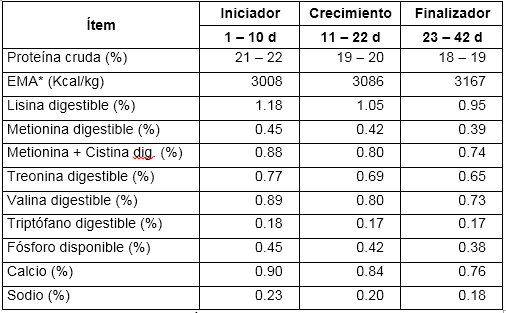 Ítem Iniciador Crecimiento Finalizador
1 – 10 d 11 – 22 d 23 – 42 d
Proteína cruda (%) 21 – 22 19 – 20 18 – 19
EMA* (Kcal/kg) 3008 3086 3167
Lisina digestible (%) 1.18 1.05 0.95
Metionina digestible (%) 0.45 0.42 0.39
Metionina + Cistina dig. (%) 0.88 0.80 0.74
Treonina digestible (%) 0.77 0.69 0.65
Valina digestible (%) 0.89 0.80 0.73
Triptófano digestible (%) 0.18 0.17 0.17
Fósforo disponible (%) 0.45 0.42 0.38
Calcio (%) 0.90 0.84 0.76
Sodio (%) 0.23 0.20 0.18